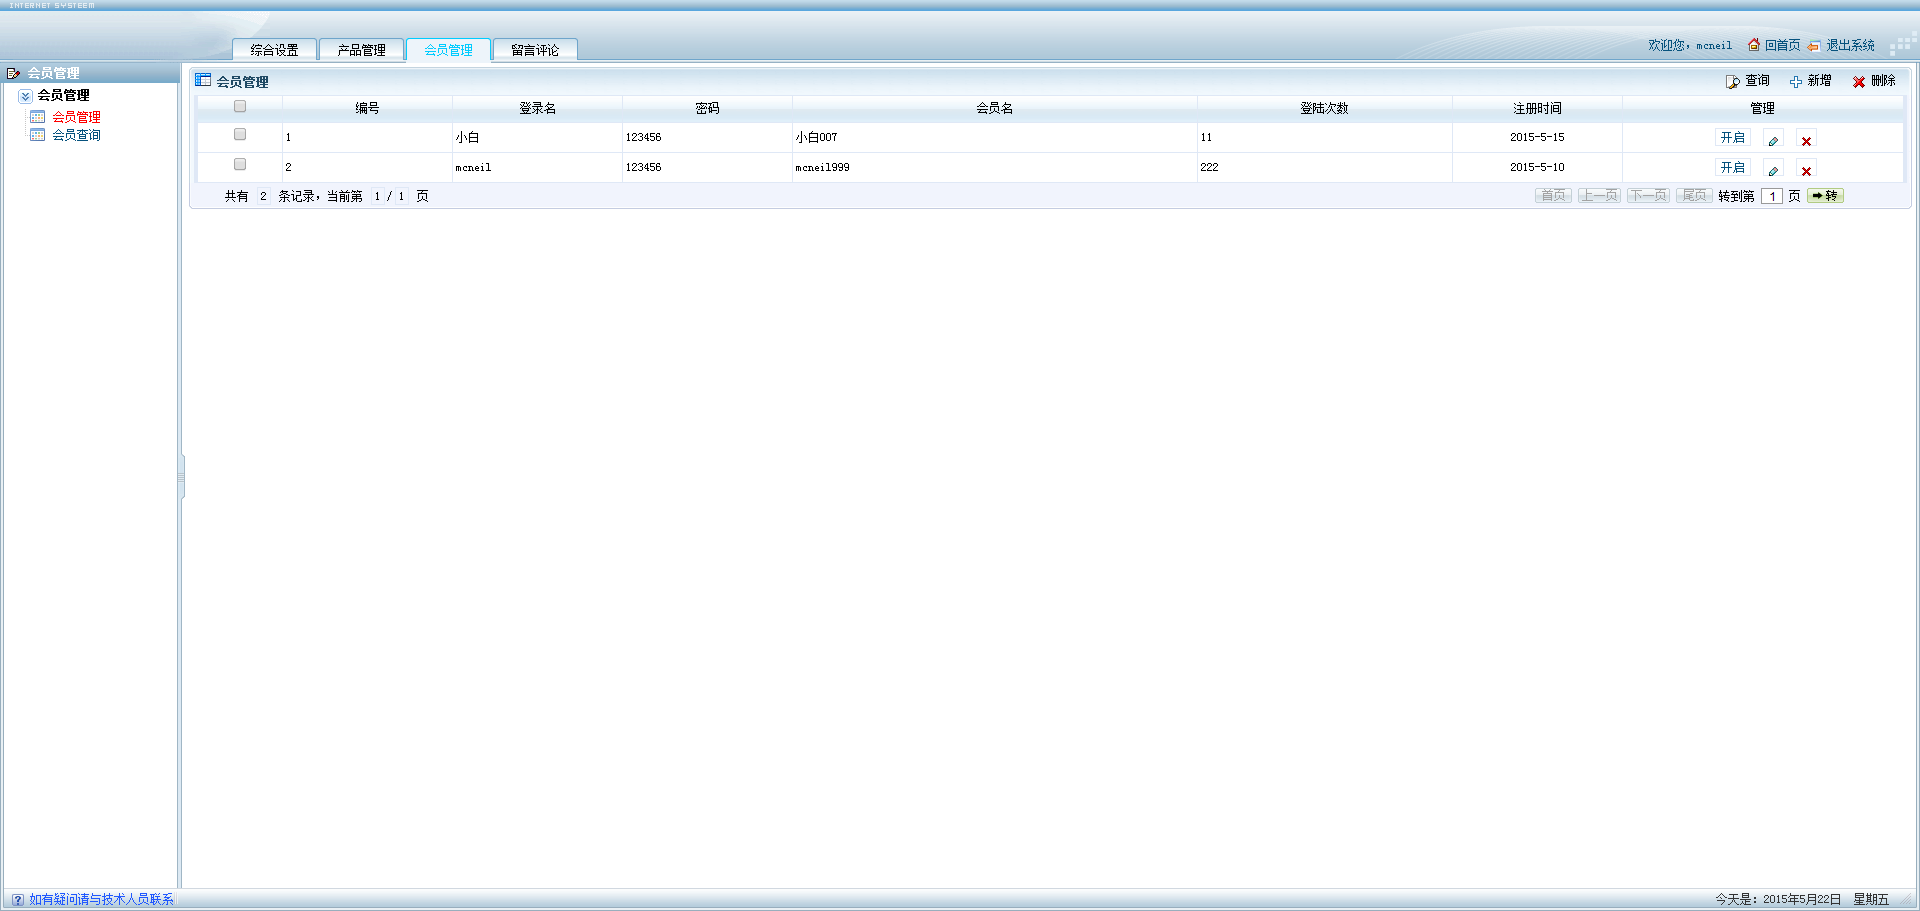 INTERNET SYSTEEM
综合设置 产品管理 会员管理 留言评论
欢迎您，mcneil 回首页 退出系统
会员管理
会员管理
会员管理
会员查询
会员管理 查询 新增 删除
编号 登录名 密码 会员名 登陆次数 注册时间 管理
1 小白 123456 小白007 11 2015-5-15 开启
2 mcneil 123456 mcneil999 222 2015-5-10 开启
共有 2 条记录，当前第 1 / 1 页 首页 上一页 下一页 尾页 转到第 1 页 转
如有疑问请与技术人员联系
今天是：2015年5月22日 星期五